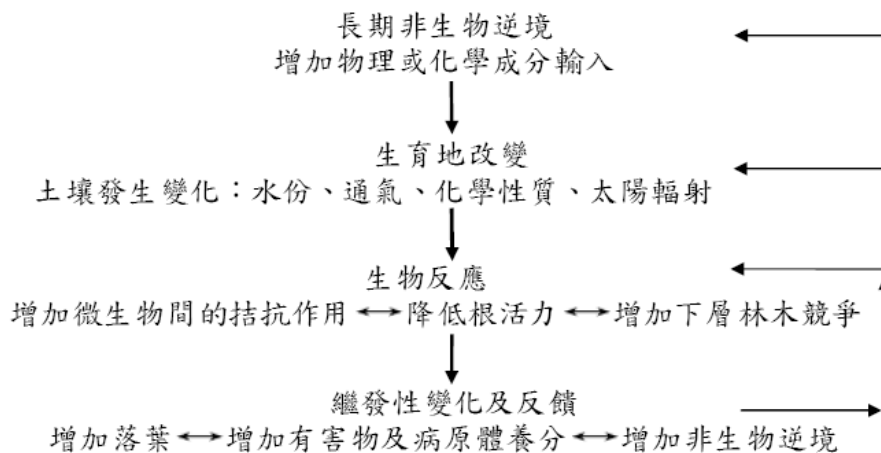 長期非生物逆境
增加物理或化學成分輸入
生育地改變
土壤發生變化：水份、通氣、化學性質、太陽輻射
生物反應
增加微生物間的拮抗作用 ←→ 降低根活力 ←→ 增加下層林木競爭
繼發性變化及反饋
增加落葉 ←→ 增加有害物及病原體養分 ←→ 增加非生物逆境